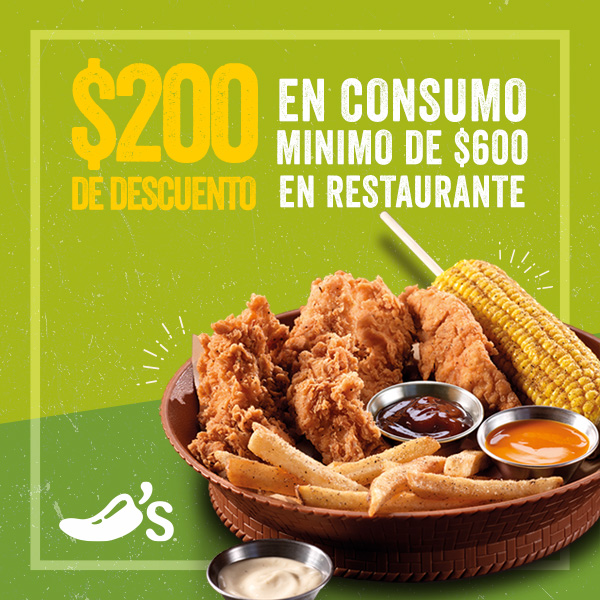 $200
DE DESCUENTO
EN CONSUMO
MINIMO DE $600
EN RESTAURANTE
's